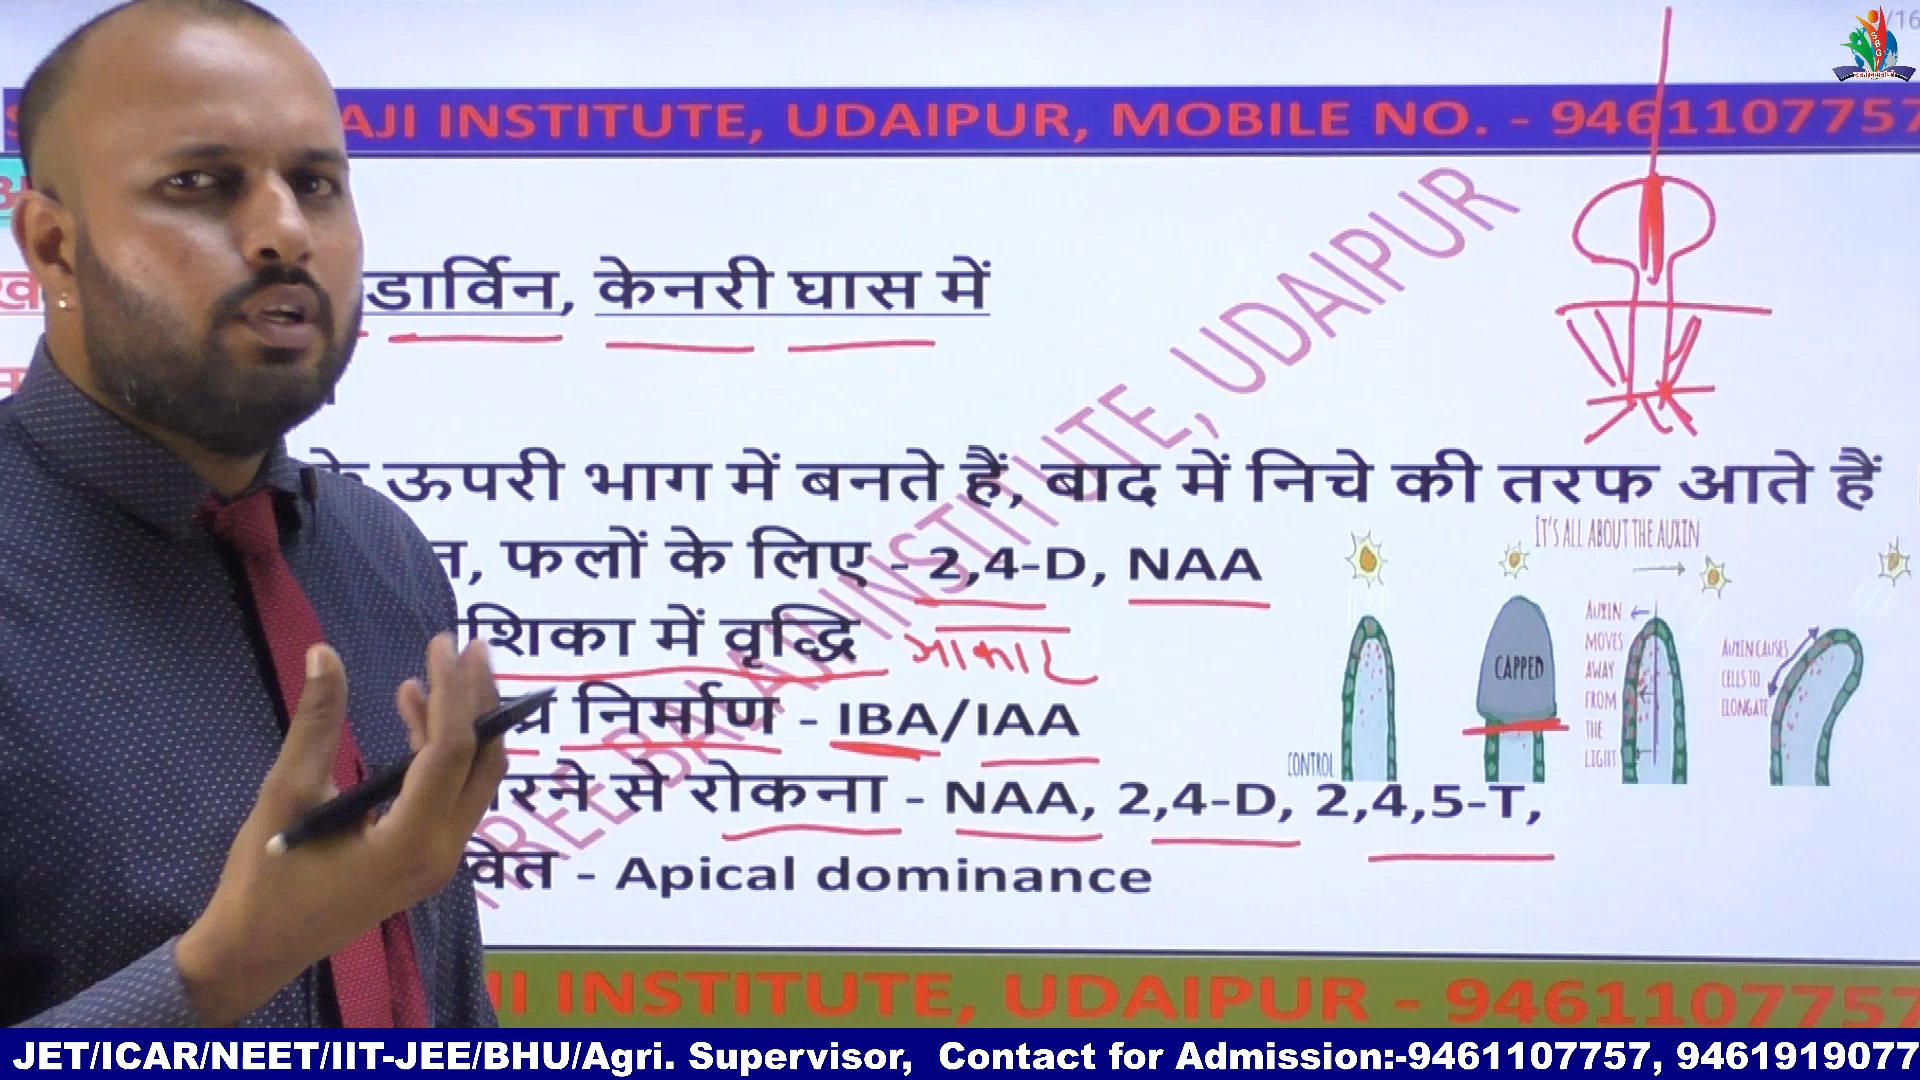 AJI INSTITUTE, UDAIPUR, MOBILE NO. - 9461107757
डार्विन, केनरी घास में
के ऊपरी भाग में बनते हैं, बाद में निचे की तरफ आते हैं
IT'S ALL ABOUT THE AUXIN
, फलों के लिए - 2,4-D, NAA
शिका में वृद्धि आकार
निर्माण - IBA/IAA
CONTROL
CAPPED
AUXIN
MOVES
AWAY
FROM
THE
LIGHT
AUXIN CAUSES
CELLS TO
ELONGATE
रने से रोकना - NAA, 2,4-D, 2,4,5-T,
- Apical dominance
REE BALAJI INSTITUTE, UDAIPUR
JI INSTITUTE, UDAIPUR - 9461107757
JET/ICAR/NEET/IIT-JEE/BHU/Agri. Supervisor, Contact for Admission:-9461107757, 9461919077